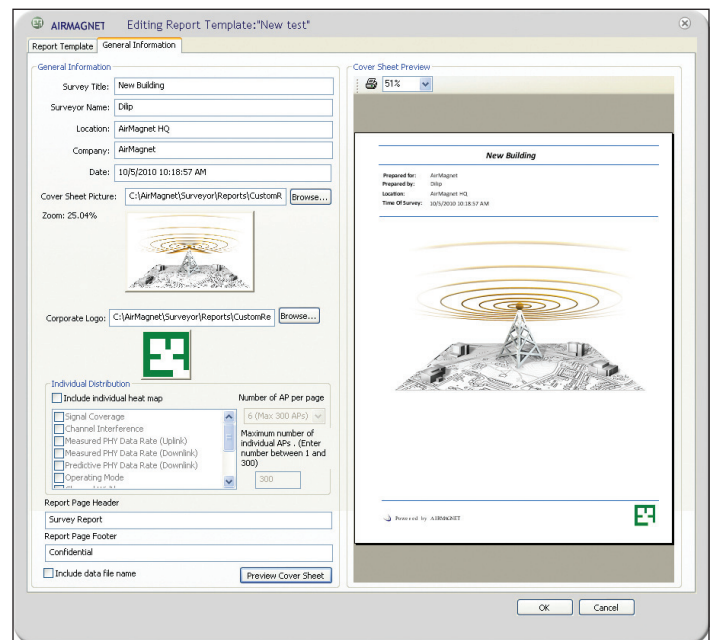 AIRMAGNET Editing Report Template:"New test"
Report Template General Information
General Information
Survey Title: New Building
Surveyor Name: Dilip
Location: AirMagnet HQ
Company: AirMagnet
Date: 10/5/2010 10:18:57 AM
Cover Sheet Picture: C:\AirMagnet\Surveyor\Reports\CustomR Browse...
Zoom: 25.04%
Corporate Logo: C:\AirMagnet\Surveyor\Reports\CustomRe Browse...
Individual Distribution
Include individual heat map
Signal Coverage
Channel Interference
Measured PHY Data Rate (Uplink)
Measured PHY Data Rate (Downlink)
Predictive PHY Data Rate (Downlink)
Operating Mode
Number of AP per page
6 (Max 300 APs)
Maximum number of
individual APs . (Enter
number between 1 and
300)
300
Report Page Header
Survey Report
Report Page Footer
Confidential
Include data file name
Preview Cover Sheet
Cover Sheet Preview
51%
New Building
Prepared for: AirMagnet
Prepared by: Dilip
Location: AirMagnet HQ
Time Of Survey: 10/5/2010 10:18:57 AM
Powered by AIRMAGNET
OK Cancel